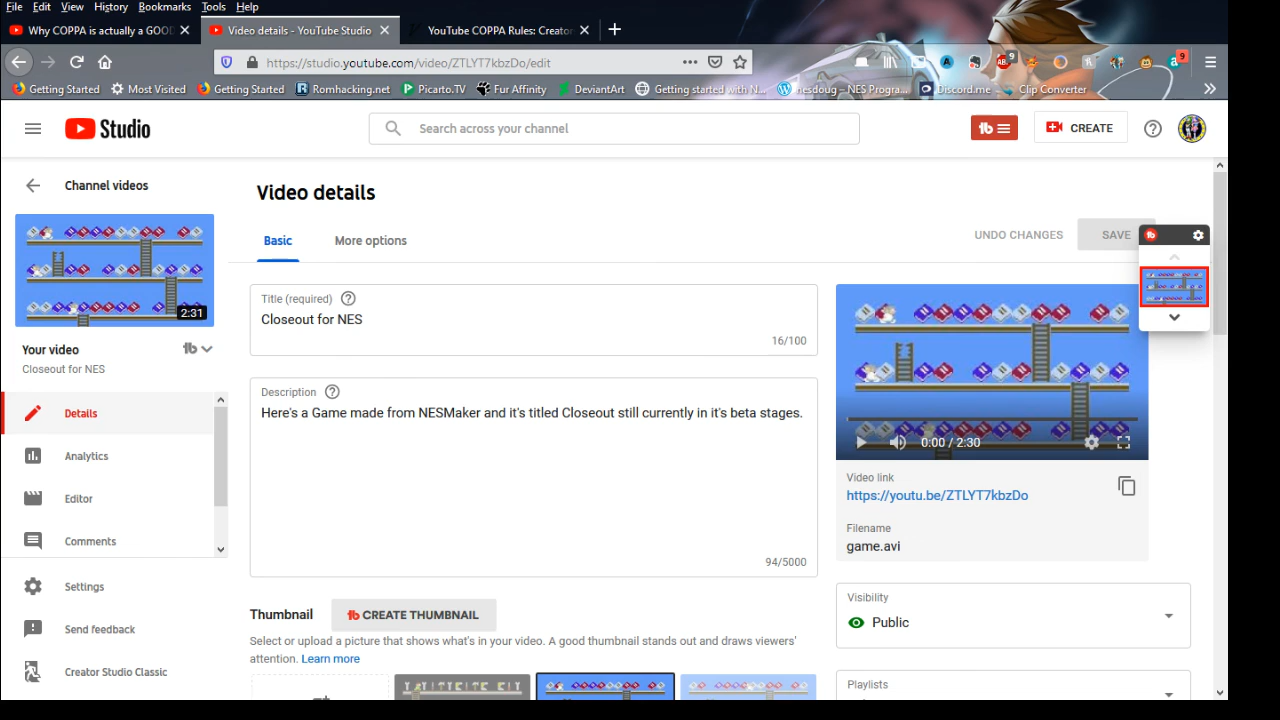 File Edit View History Bookmarks Tools Help
Why COPPA is actually a GOOD
Video details - YouTube Studio
YouTube COPPA Rules: Creator
https://studio.youtube.com/video/ZTLYT7kbzDo/edit
Getting Started Most Visited Getting Started Romhacking.net Picarto.TV Fur Affinity DeviantArt Getting started with N... nesdoug – NES Progra... Discord.me Clip Converter
Studio
Search across your channel
CREATE
Channel videos
2:31
Your video
Closeout for NES
Details
Analytics
Editor
Comments
Settings
Send feedback
Creator Studio Classic
Video details
Basic More options
UNDO CHANGES SAVE
Title (required)
Closeout for NES
16/100
Description
Here's a Game made from NESMaker and it's titled Closeout still currently in it's beta stages.
94/5000
Thumbnail CREATE THUMBNAIL
Select or upload a picture that shows what's in your video. A good thumbnail stands out and draws viewers'
attention. Learn more
0:00 / 2:30
Video link
https://youtu.be/ZTLYT7kbzDo
Filename
game.avi
Visibility
Public
Playlists